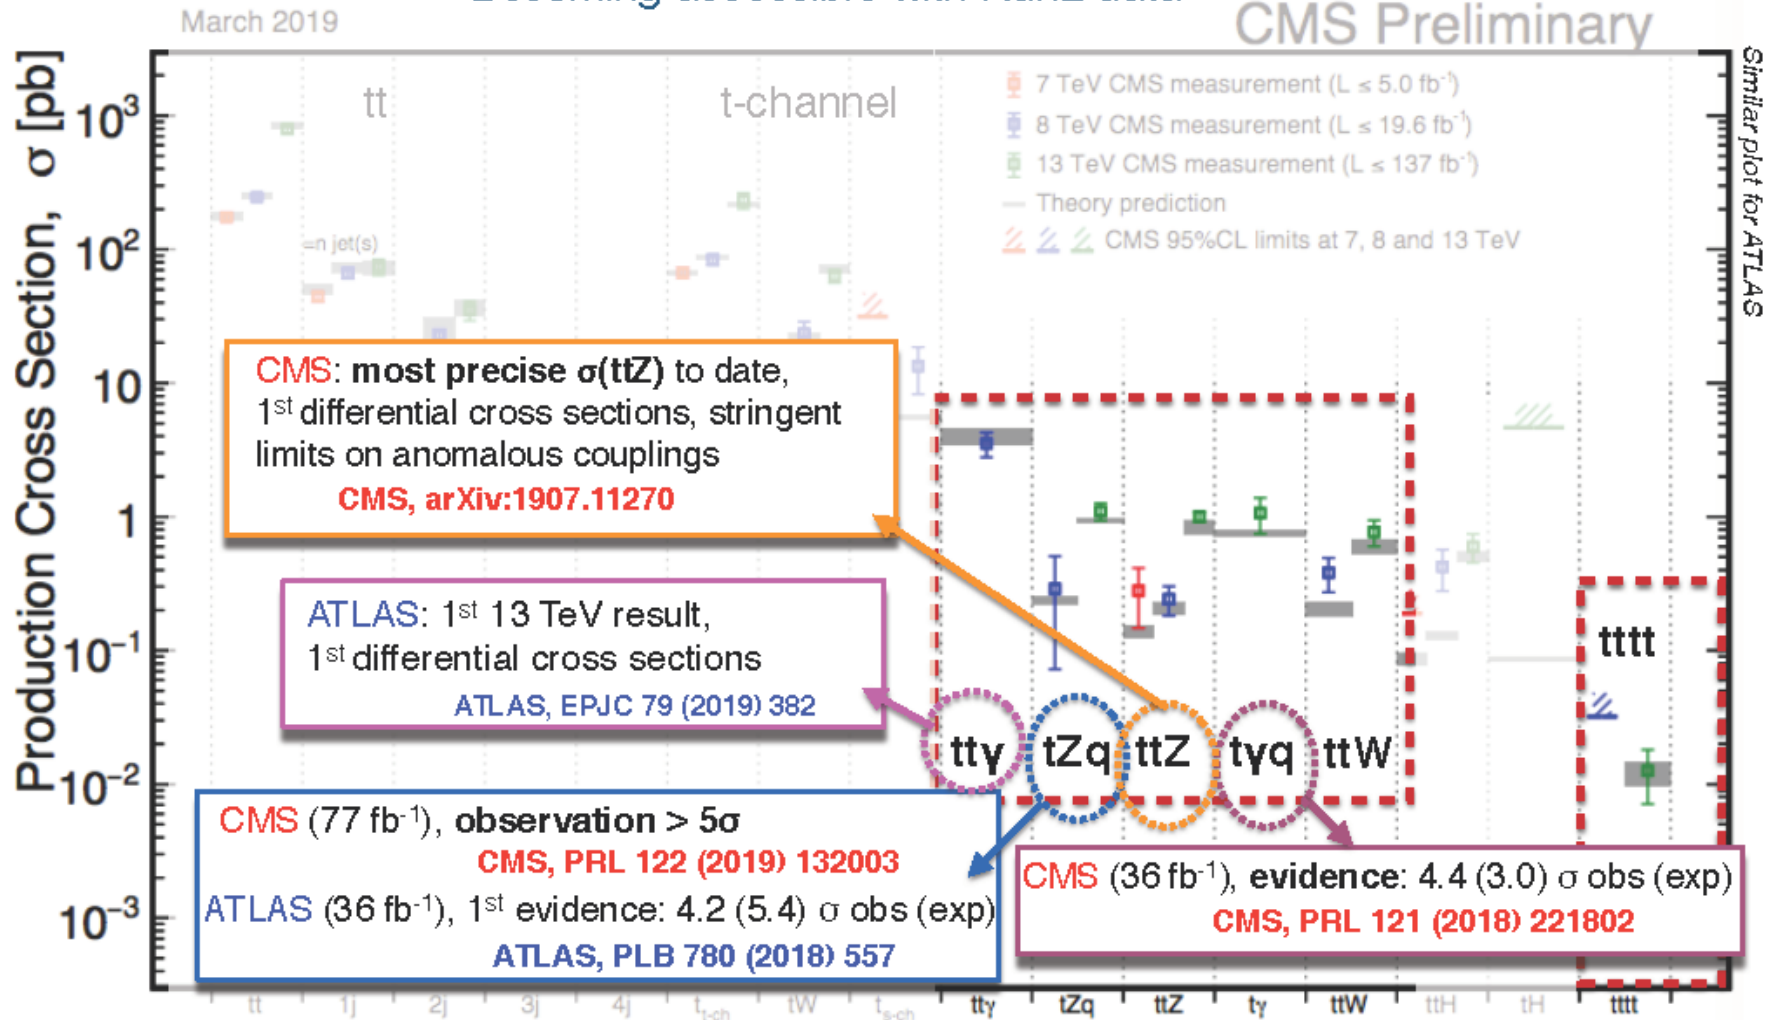 March 2019
CMS Preliminary
Similar plot for ATLAS
Production Cross Section, σ [pb]
10³
10²
10
1
10⁻¹
10⁻²
10⁻³
tt
t-channel
=n jet(s)
7 TeV CMS measurement (L ≤ 5.0 fb⁻¹)
8 TeV CMS measurement (L ≤ 19.6 fb⁻¹)
13 TeV CMS measurement (L ≤ 137 fb⁻¹)
Theory prediction
CMS 95%CL limits at 7, 8 and 13 TeV
CMS: most precise σ(ttZ) to date,
1st differential cross sections, stringent
limits on anomalous couplings
CMS, arXiv:1907.11270
ATLAS: 1st 13 TeV result,
1st differential cross sections
ATLAS, EPJC 79 (2019) 382
ttγ tZq ttZ tγq ttW
tttt
CMS (77 fb⁻¹), observation > 5σ
CMS, PRL 122 (2019) 132003
ATLAS (36 fb⁻¹), 1st evidence: 4.2 (5.4) σ obs (exp)
ATLAS, PLB 780 (2018) 557
CMS (36 fb⁻¹), evidence: 4.4 (3.0) σ obs (exp)
CMS, PRL 121 (2018) 221802
tt 1j 2j 3j 4j t_t-ch tW t_s-ch ttγ tZq ttZ tγ ttW ttH tH tttt